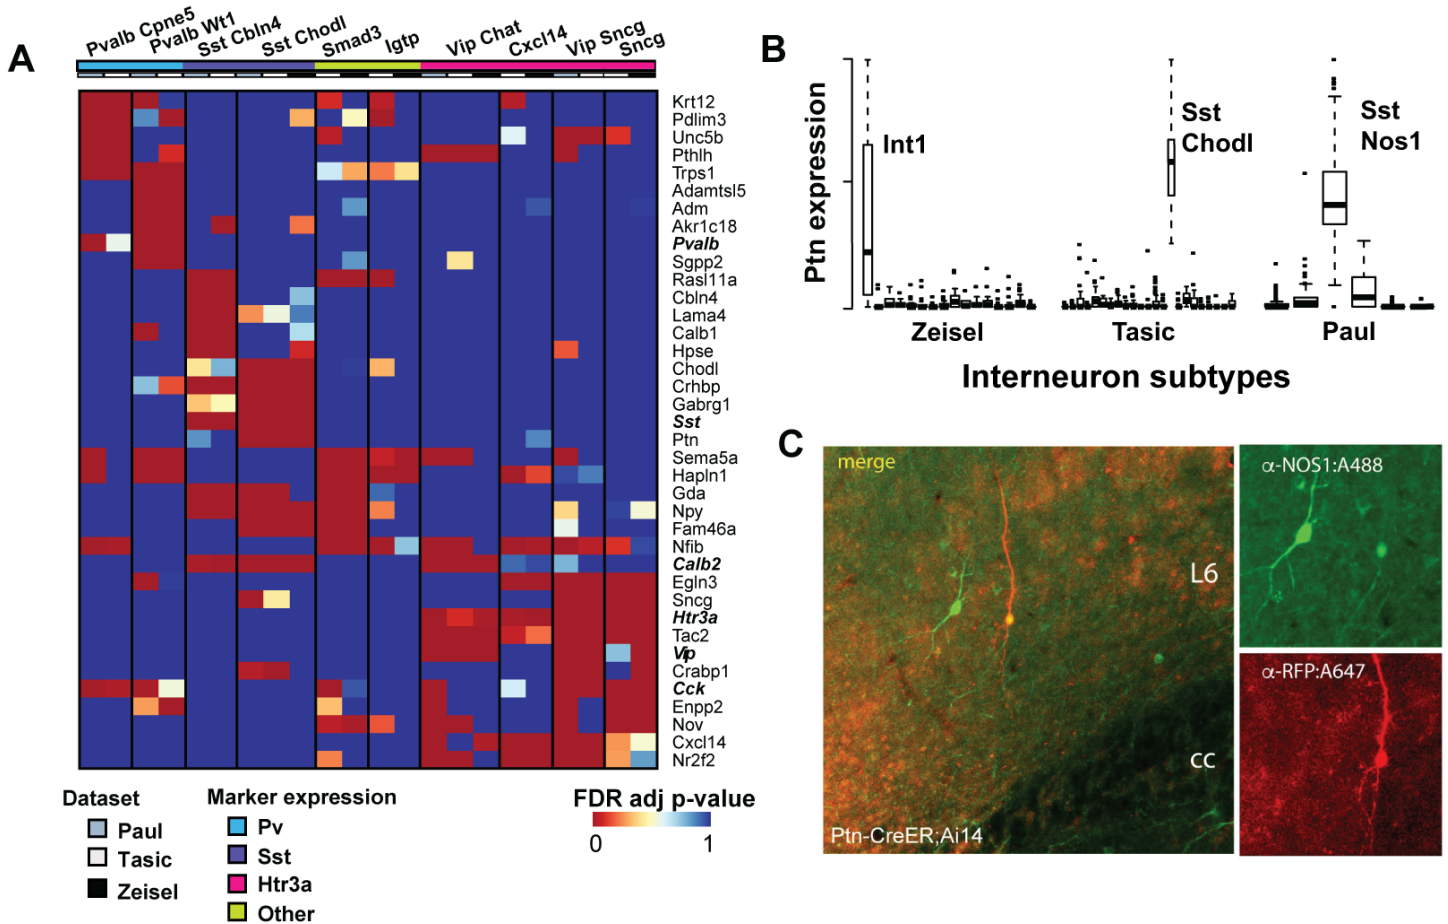 A
Pvalb Cpne5
Pvalb Wt1
Sst Cbln4
Sst Chodl
Smad3
Igtp
Vip Chat
Cxcl14
Vip Sncg
Sncg
Krt12
Pdlim3
Unc5b
Pthlh
Trps1
Adamtsl5
Adm
Akr1c18
Pvalb
Sgpp2
Rasl11a
Cbln4
Lama4
Calb1
Hpse
Chodl
Crhbp
Gabrg1
Sst
Ptn
Sema5a
Hapln1
Gda
Npy
Fam46a
Nfib
Calb2
Egln3
Sncg
Htr3a
Tac2
Vip
Crabp1
Cck
Enpp2
Nov
Cxcl14
Nr2f2
Dataset
Paul
Tasic
Zeisel
Marker expression
Pv
Sst
Htr3a
Other
FDR adj p-value
0 1
B
Ptn expression
Int1
Sst
Chodl
Sst
Nos1
Zeisel Tasic Paul
Interneuron subtypes
C
merge
L6
cc
Ptn-CreER;Ai14
α-NOS1:A488
α-RFP:A647